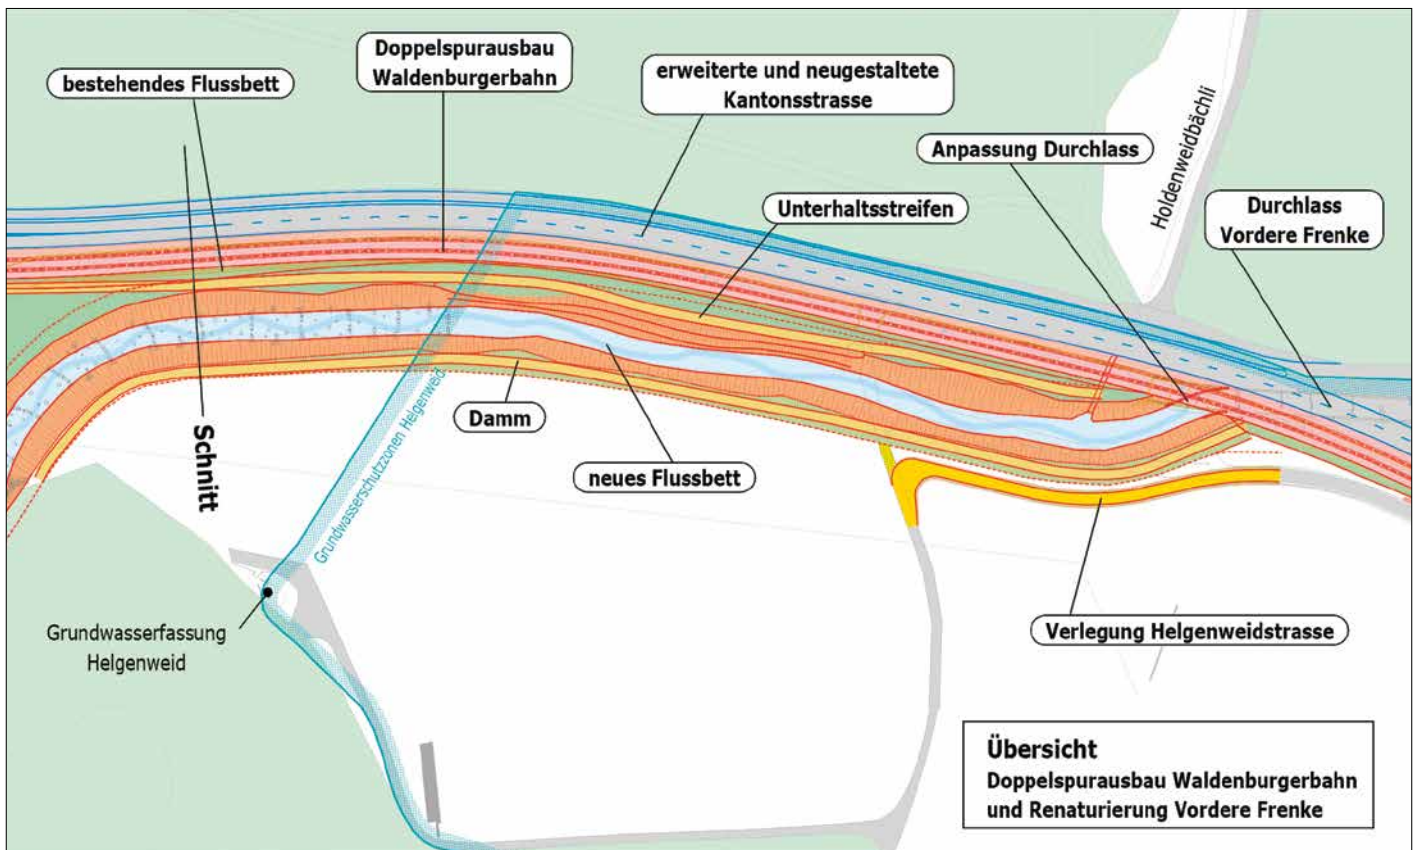 Doppelspurausbau
Waldenburgerbahn
bestehendes Flussbett
erweiterte und neugestaltete
Kantonsstrasse
Anpassung Durchlass
Holdenweidbächli
Unterhaltsstreifen
Durchlass
Vordere Frenke
Schnitt
Damm
Grundwasserschutzzonen Helgenweid
neues Flussbett
Grundwasserfassung
Helgenweid
Verlegung Helgenweidstrasse
Übersicht
Doppelspurausbau Waldenburgerbahn
und Renaturierung Vordere Frenke